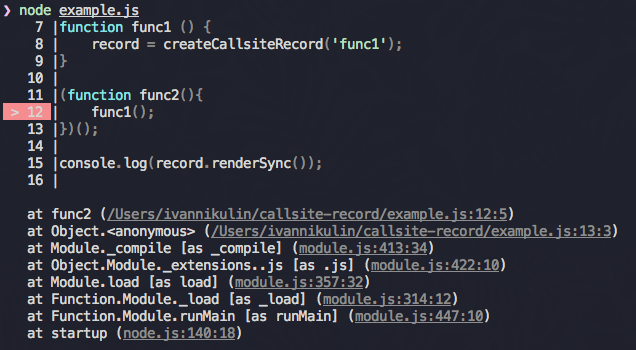 ❯ node example.js
7 |function func1 () {
8 |    record = createCallsiteRecord('func1');
9 |}
10 |
11 |(function func2(){
> 12 |    func1();
13 |})();
14 |
15 |console.log(record.renderSync());
16 |
at func2 (/Users/ivannikulin/callsite-record/example.js:12:5)
at Object.<anonymous> (/Users/ivannikulin/callsite-record/example.js:13:3)
at Module._compile [as _compile] (module.js:413:34)
at Object.Module._extensions..js [as .js] (module.js:422:10)
at Module.load [as load] (module.js:357:32)
at Function.Module._load [as _load] (module.js:314:12)
at Function.Module.runMain [as runMain] (module.js:447:10)
at startup (node.js:140:18)